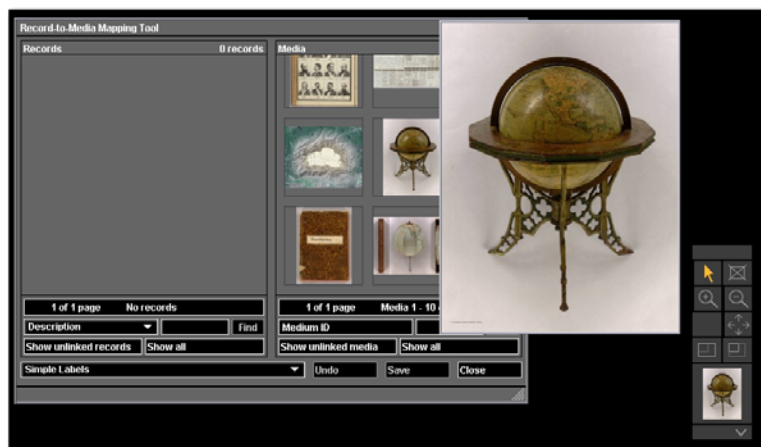 Record-to-Media Mapping Tool
Records 0 records
1 of 1 page No records
Description Find
Show unlinked records Show all
Media
1 of 1 page Media 1 - 10
Medium ID
Show unlinked media Show all
Simple Labels Undo Save Close